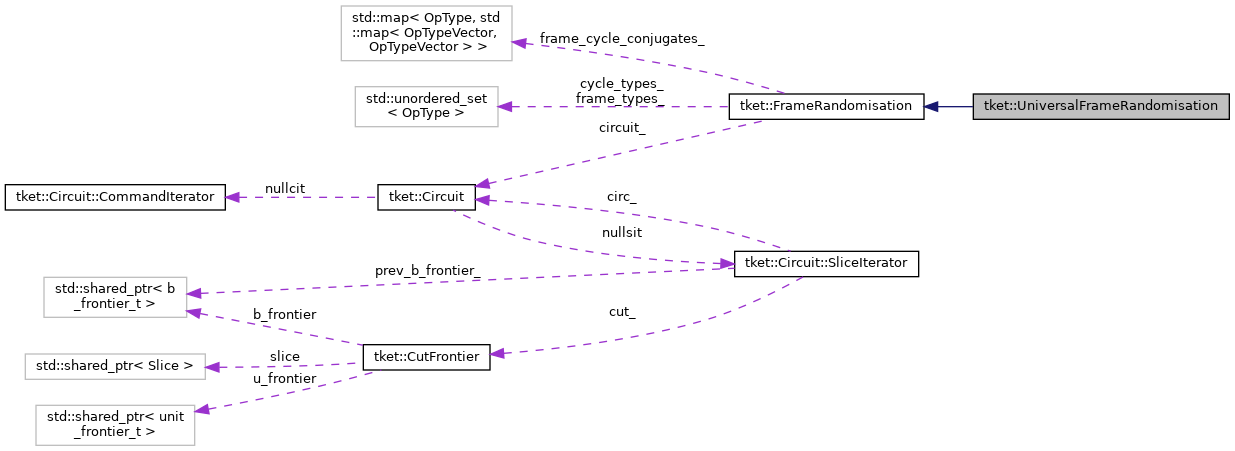 std::map< OpType, std
::map< OpTypeVector,
OpTypeVector > >
frame_cycle_conjugates_
std::unordered_set
< OpType >
cycle_types_
frame_types_
tket::FrameRandomisation
tket::UniversalFrameRandomisation
circuit_
tket::Circuit::CommandIterator
nullcit
tket::Circuit
circ_
nullsit
tket::Circuit::SliceIterator
prev_b_frontier_
std::shared_ptr< b
_frontier_t >
b_frontier
cut_
tket::CutFrontier
std::shared_ptr< Slice >
slice
u_frontier
std::shared_ptr< unit
_frontier_t >